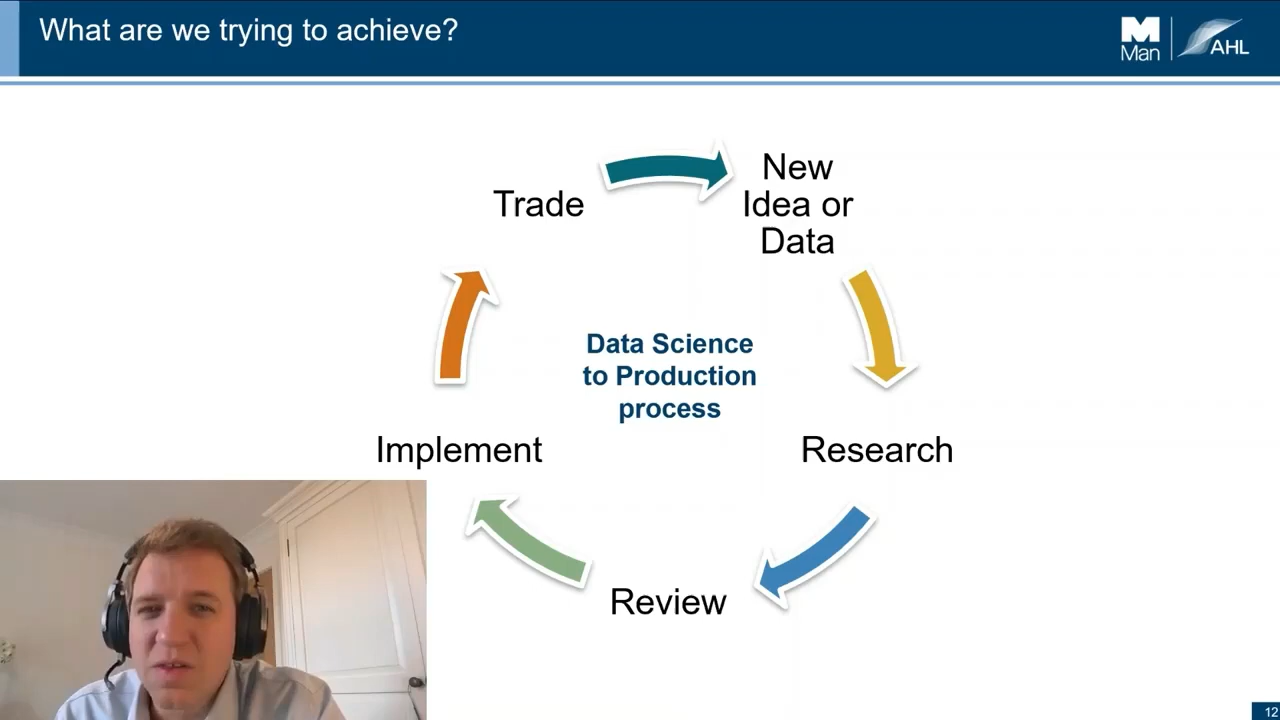 What are we trying to achieve?
Man
AHL
Trade
New
Idea or
Data
Data Science
to Production
process
Implement
Research
Review
12